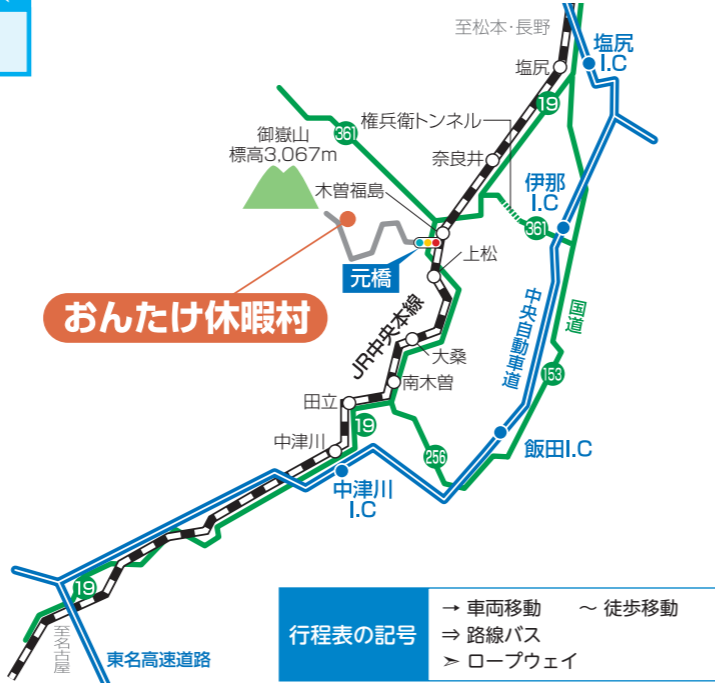 至松本・長野
塩尻
I.C
塩尻
19
権兵衛トンネル
361
御嶽山
標高3,067m
奈良井
木曽福島
伊那
I.C
361
元橋
上松
おんたけ休暇村
JR中央本線
中央自動車道
国道
153
大桑
南木曽
田立
19
中津川
256
飯田I.C
中津川
I.C
19
至名古屋
東名高速道路
行程表の記号
→ 車両移動 ～ 徒歩移動
⇒ 路線バス
＞ ロープウェイ